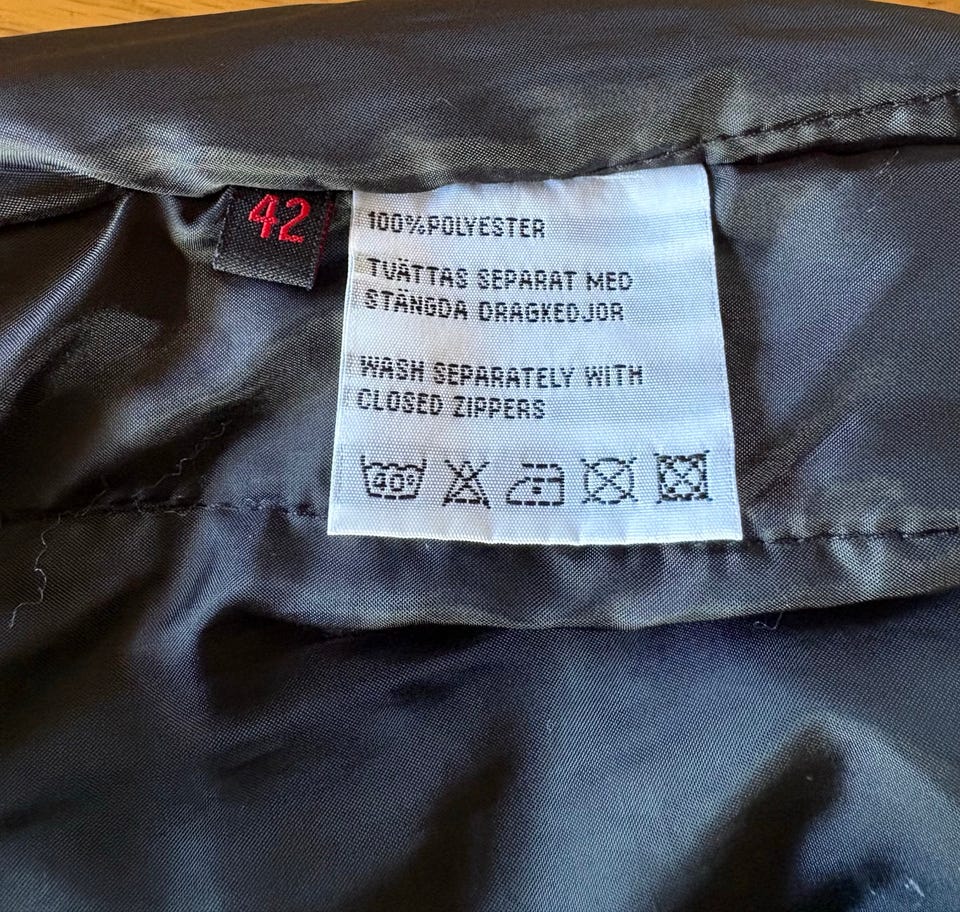 42
100%POLYESTER
TVÄTTAS SEPARAT MED
STÄNGDA DRAGKEDJOR
WASH SEPARATELY WITH
CLOSED ZIPPERS
40°